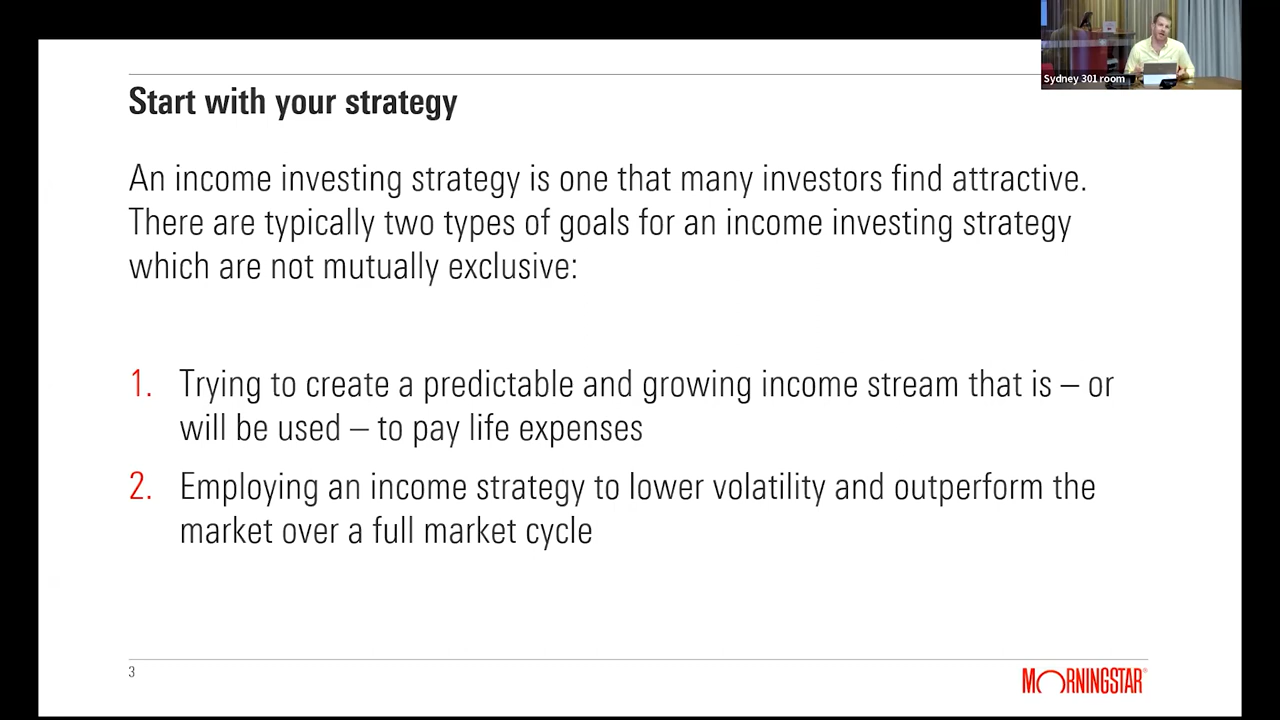 Sydney 301 room
Start with your strategy
An income investing strategy is one that many investors find attractive.
There are typically two types of goals for an income investing strategy
which are not mutually exclusive:
1. Trying to create a predictable and growing income stream that is – or
will be used – to pay life expenses
2. Employing an income strategy to lower volatility and outperform the
market over a full market cycle
3
MORNINGSTAR®